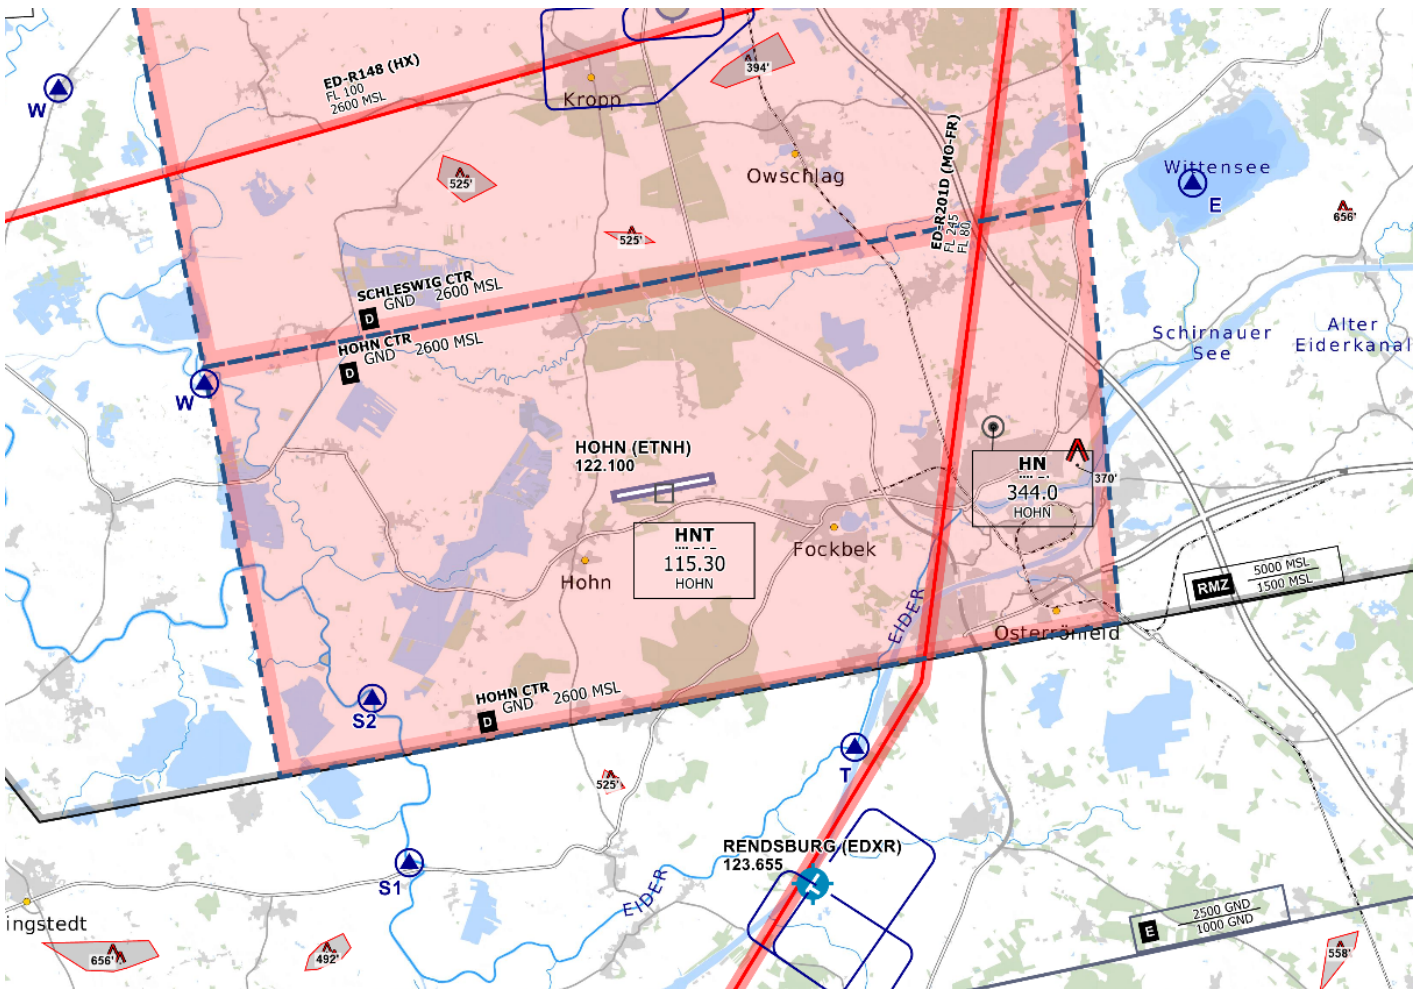 W
ED-R148 (HX)
FL 100
2600 MSL
Kropp
394'
525'
Owschlag
525'
ED-R201D (MO-FR)
FL 245
FL 80
Wittensee
E
656'
SCHLESWIG CTR
D GND 2600 MSL
HOHN CTR
D GND 2600 MSL
W
Schirnauer
See
Alter
Eiderkanal
HOHN (ETNH)
122.100
HN
344.0
HOHN
370'
HNT
115.30
HOHN
Fockbek
Hohn
EIDER
Osterrönfeld
RMZ 5000 MSL
1500 MSL
S2
HOHN CTR
D GND 2600 MSL
T
525'
RENDSBURG (EDXR)
123.655
S1
EIDER
ingstedt
656'
492'
E 2500 GND
1000 GND
558'